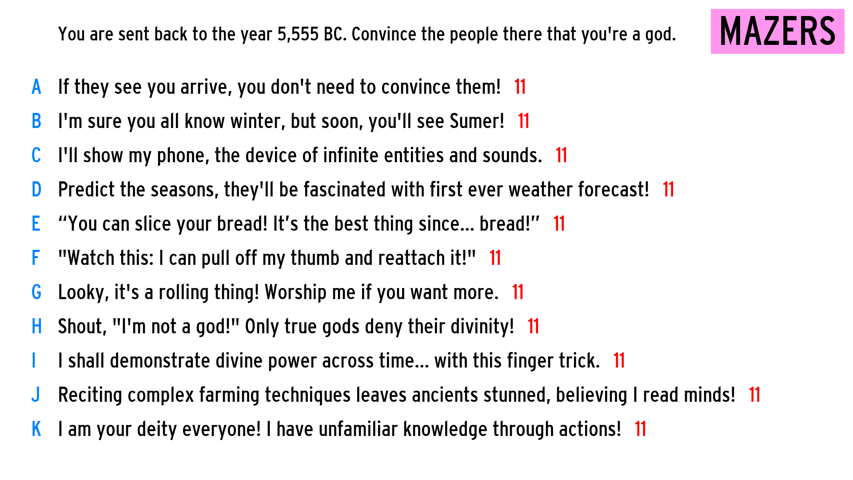 You are sent back to the year 5,555 BC. Convince the people there that you're a god.
MAZERS
A If they see you arrive, you don't need to convince them! 11
B I'm sure you all know winter, but soon, you'll see Sumer! 11
C I'll show my phone, the device of infinite entities and sounds. 11
D Predict the seasons, they'll be fascinated with first ever weather forecast! 11
E “You can slice your bread! It’s the best thing since... bread!” 11
F "Watch this: I can pull off my thumb and reattach it!" 11
G Looky, it's a rolling thing! Worship me if you want more. 11
H Shout, "I'm not a god!" Only true gods deny their divinity! 11
I I shall demonstrate divine power across time... with this finger trick. 11
J Reciting complex farming techniques leaves ancients stunned, believing I read minds! 11
K I am your deity everyone! I have unfamiliar knowledge through actions! 11